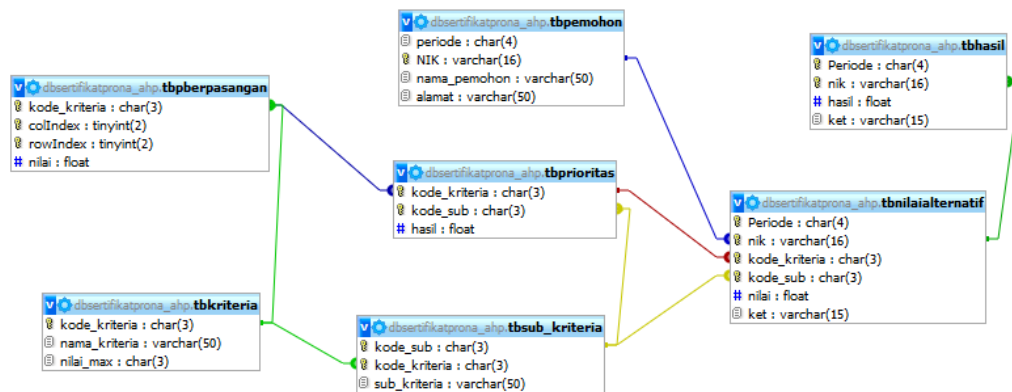 dbsertifikatprona_ahp.tbpemohon
periode : char(4)
NIK : varchar(16)
nama_pemohon : varchar(50)
alamat : varchar(50)
dbsertifikatprona_ahp.tbhasil
Periode : char(4)
nik : varchar(16)
# hasil : float
ket : varchar(15)
dbsertifikatprona_ahp.tbpberpasangan
kode_kriteria : char(3)
colIndex : tinyint(2)
rowIndex : tinyint(2)
# nilai : float
dbsertifikatprona_ahp.tbprioritas
kode_kriteria : char(3)
kode_sub : char(3)
# hasil : float
dbsertifikatprona_ahp.tbnilaialternatif
Periode : char(4)
nik : varchar(16)
kode_kriteria : char(3)
kode_sub : char(3)
# nilai : float
ket : varchar(15)
dbsertifikatprona_ahp.tbkriteria
kode_kriteria : char(3)
nama_kriteria : varchar(50)
nilai_max : char(3)
dbsertifikatprona_ahp.tbsub_kriteria
kode_sub : char(3)
kode_kriteria : char(3)
sub_kriteria : varchar(50)